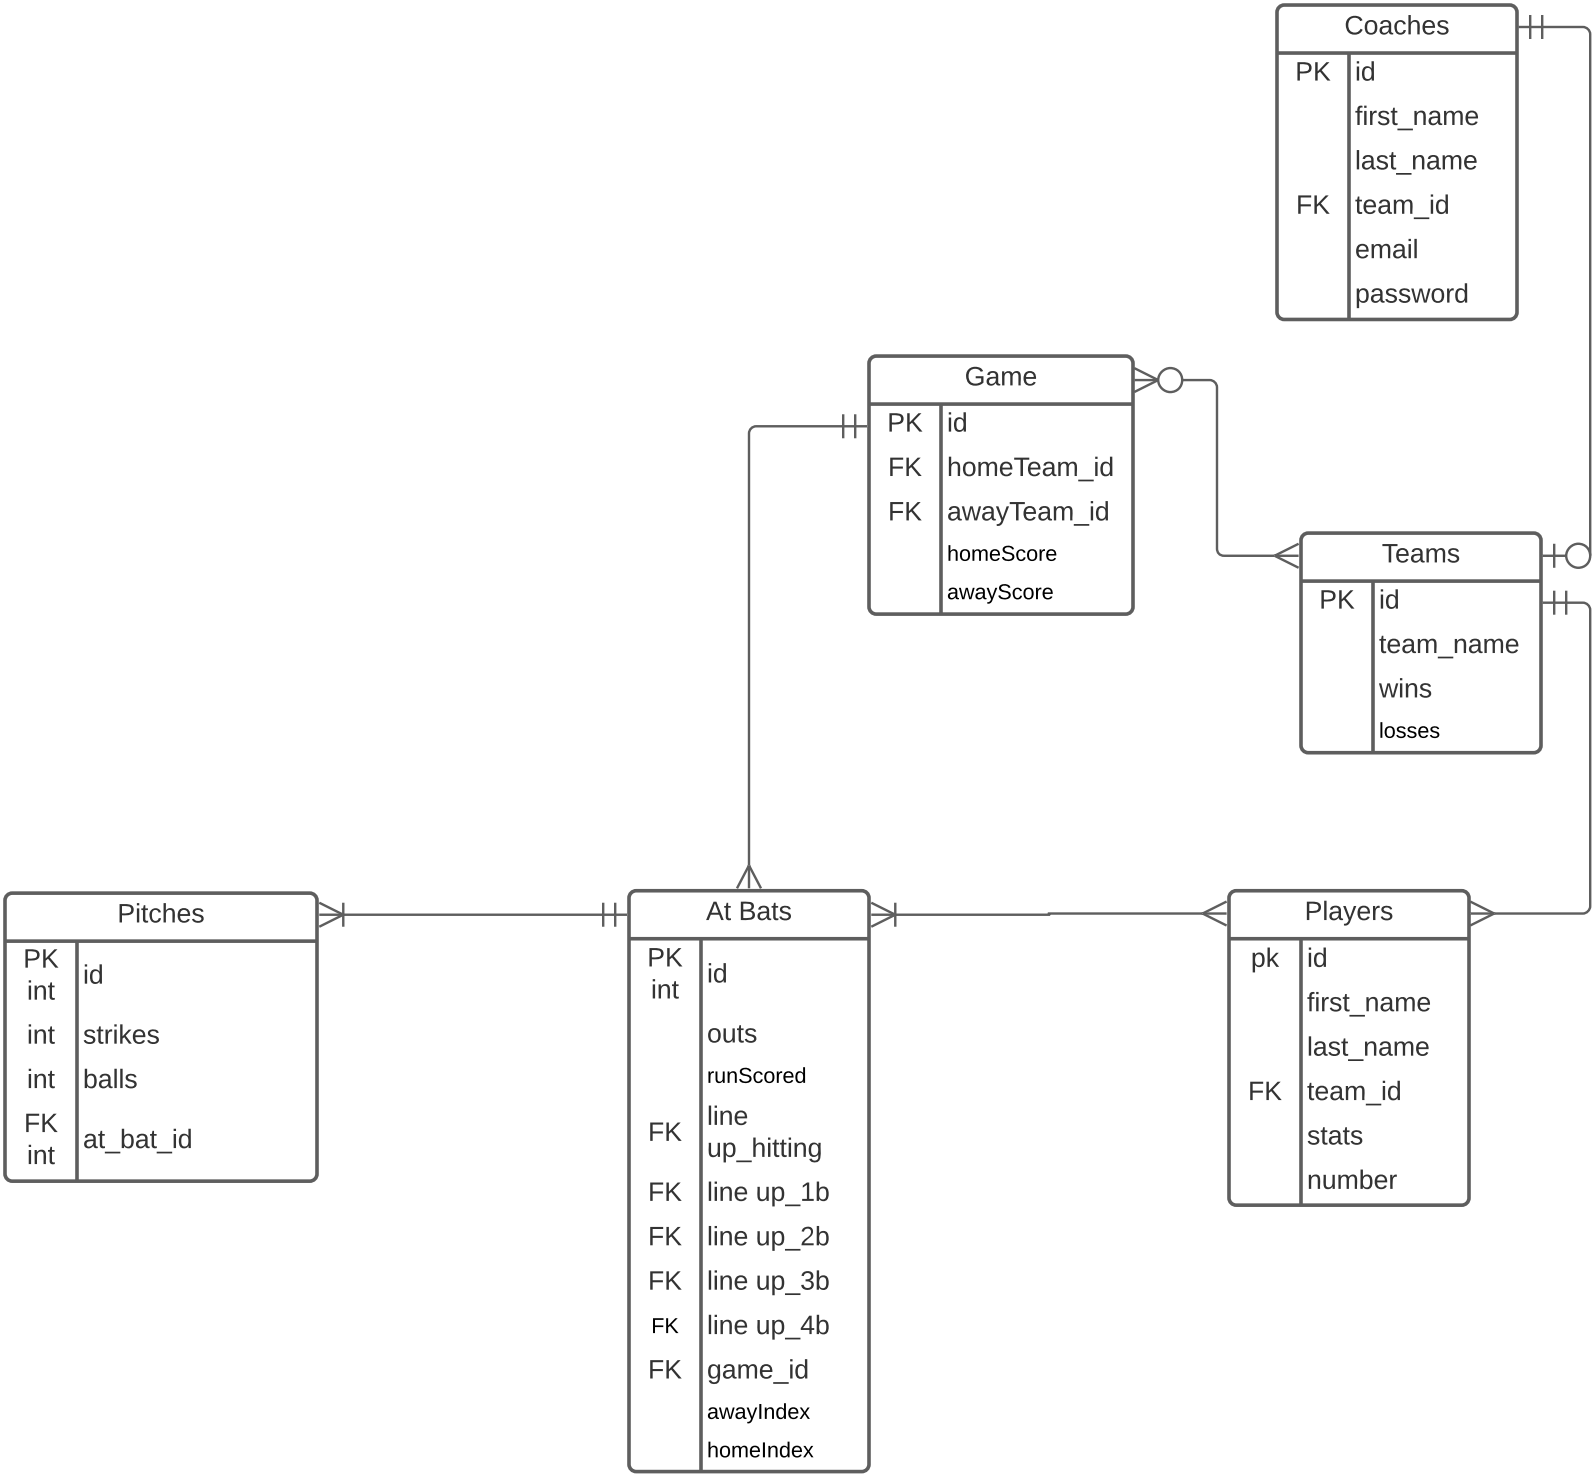 Coaches
PK id
first_name
last_name
FK team_id
email
password
Game
PK id
FK homeTeam_id
FK awayTeam_id
homeScore
awayScore
Teams
PK id
team_name
wins
losses
Pitches
PK
int
id
int strikes
int balls
FK
int
at_bat_id
At Bats
PK
int
id
outs
runScored
FK
line
up_hitting
FK line up_1b
FK line up_2b
FK line up_3b
FK line up_4b
FK game_id
awayIndex
homeIndex
Players
pk id
first_name
last_name
FK team_id
stats
number